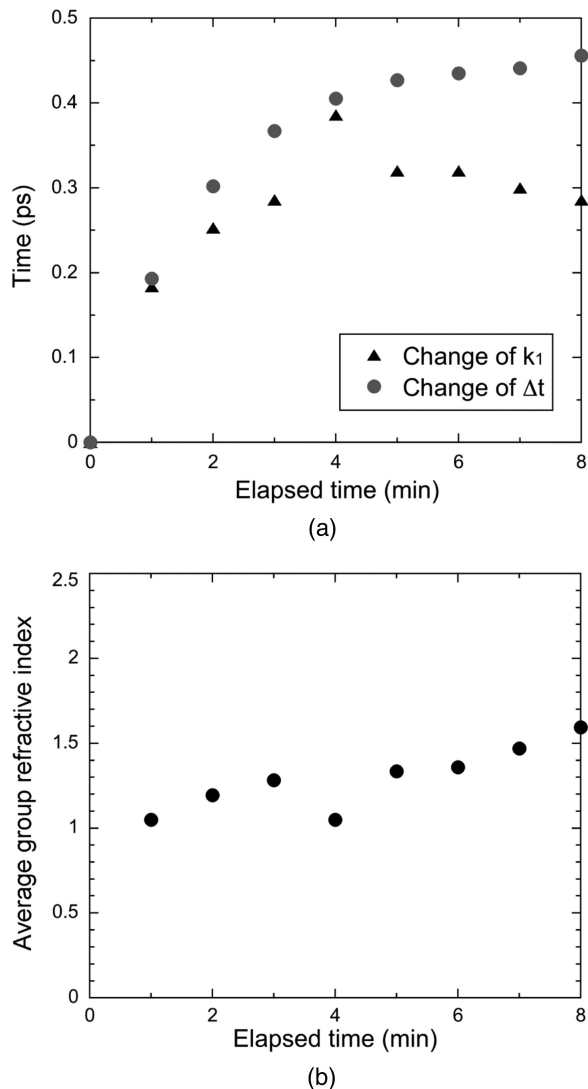 0.5
0.4
0.3
0.2
0.1
0
Time (ps)
Change of k1
Change of Δt
0 2 4 6 8
Elapsed time (min)
(a)
2.5
2
1.5
1
0.5
0
Average group refractive index
0 2 4 6 8
Elapsed time (min)
(b)